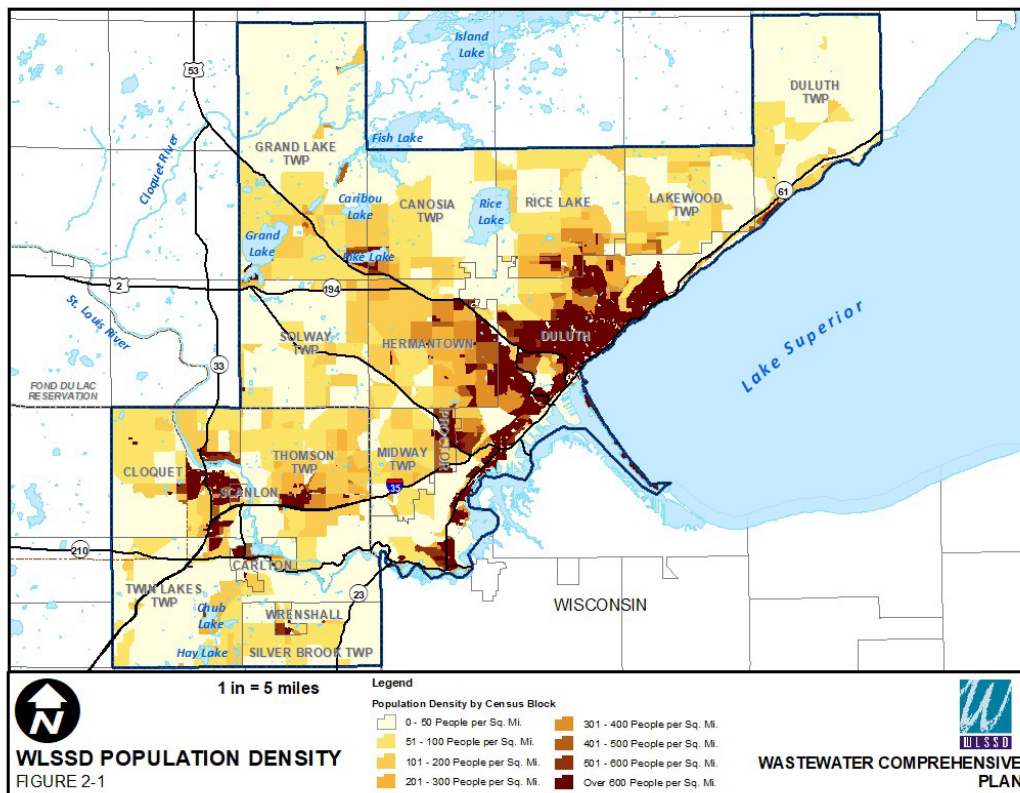 Island
Lake
53
DULUTH
TWP
Cloquet River
Fish Lake
GRAND LAKE
TWP
61
Caribou
Lake
CANOSIA
TWP
Rice
Lake
RICE LAKE
LAKEWOOD
TWP
Grand
Lake
Pike Lake
2
194
St. Louis River
SOLWAY
TWP
HERMANTOWN
DULUTH
Lake Superior
33
FOND DU LAC
RESERVATION
PROCTOR
CLOQUET
THOMSON
TWP
MIDWAY
TWP
SCANLON
35
210
CARLTON
TWIN LAKES
TWP
23
Chub
Lake
WRENSHALL
WISCONSIN
Hay Lake
SILVER BROOK TWP
N
1 in = 5 miles
WLSSD POPULATION DENSITY
FIGURE 2-1
Legend
Population Density by Census Block
0 - 50 People per Sq. Mi.
51 - 100 People per Sq. Mi.
101 - 200 People per Sq. Mi.
201 - 300 People per Sq. Mi.
301 - 400 People per Sq. Mi.
401 - 500 People per Sq. Mi.
501 - 600 People per Sq. Mi.
Over 600 People per Sq. Mi.
W
WLSSD
WASTEWATER COMPREHENSIVE
PLAN